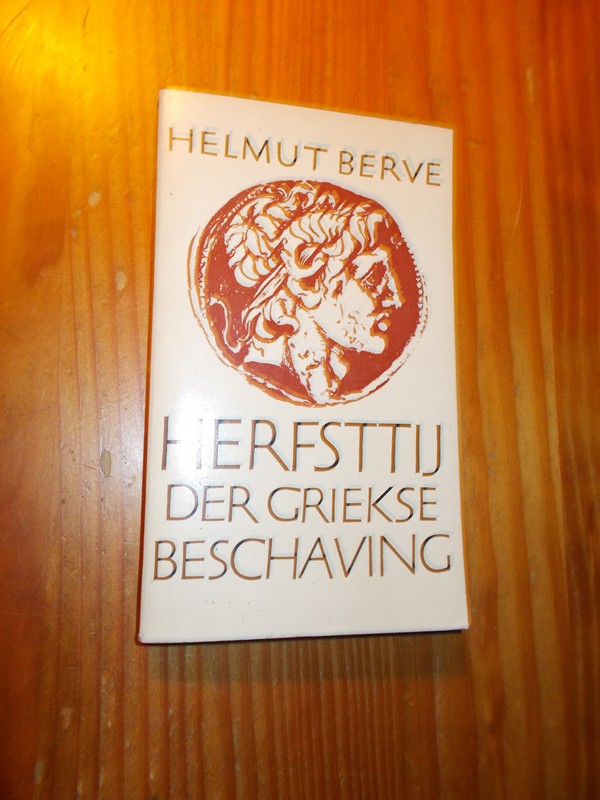 HELMUT BERVE
HERFSTTIJ
DER GRIEKSE
BESCHAVING